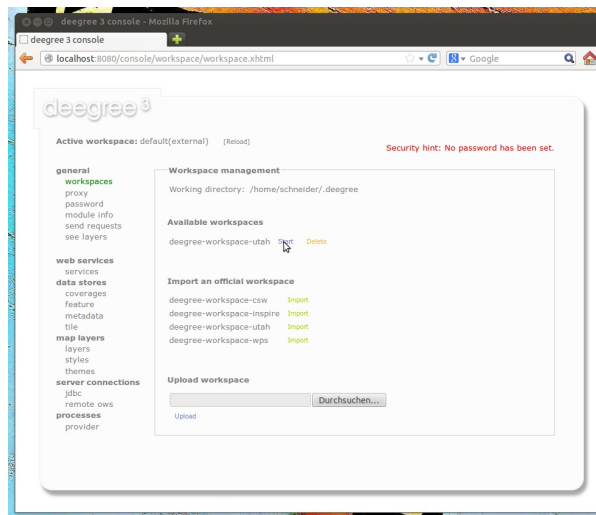 deegree 3 console - Mozilla Firefox
deegree 3 console
localhost:8080/console/workspace/workspace.xhtml
Google
deegree 3
Active workspace: default(external) [Reload]
Security hint: No password has been set.
general
workspaces
proxy
password
module info
send requests
see layers
web services
services
data stores
coverages
feature
metadata
tile
map layers
layers
styles
themes
server connections
jdbc
remote ows
processes
provider
Workspace management
Working directory: /home/schneider/.deegree
Available workspaces
deegree-workspace-utah Start Delete
Import an official workspace
deegree-workspace-csw Import
deegree-workspace-inspire Import
deegree-workspace-utah Import
deegree-workspace-wps Import
Upload workspace
Durchsuchen...
Upload